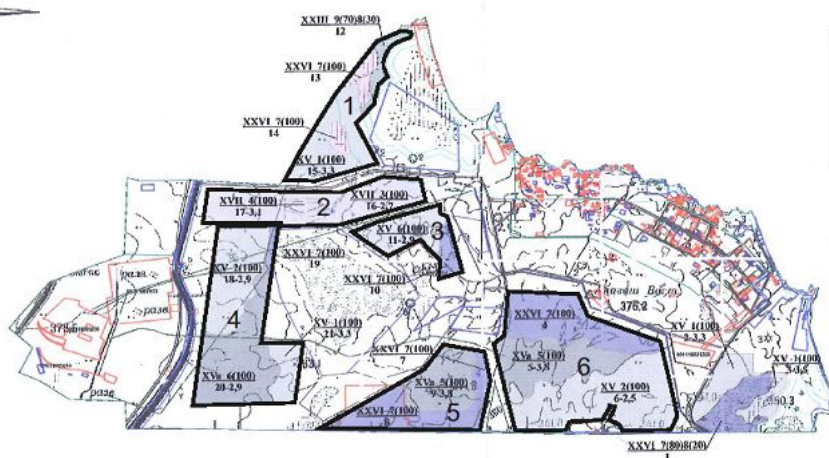 XXIII 9(70)8(30)
12
XXVI 7(100)
13
1
XXVI 7(100)
14
XV 1(100)
15-3,3
XVII 4(100)
17-3,1
2
XVII 3(100)
16-2,7
XV 6(100)
11-2,9
3
XV 2(100)
18-2,9
XXVI 7(100)
19
XXVI 7(100)
10
376,2
4
XV 1(100)
21-3,3
XXVI 7(100)
7
XXVI 7(100)
4
XV 1(100)
2-3,3
XVa 5(100)
5-3,8
6
XV 1(100)
3-3,3
XVa 6(100)
20-2,9
XVa 5(100)
9-3,8
5
XV 2(100)
6-2,5
XXVI 7(100)
8
XXVI 7(80)8(20)
1